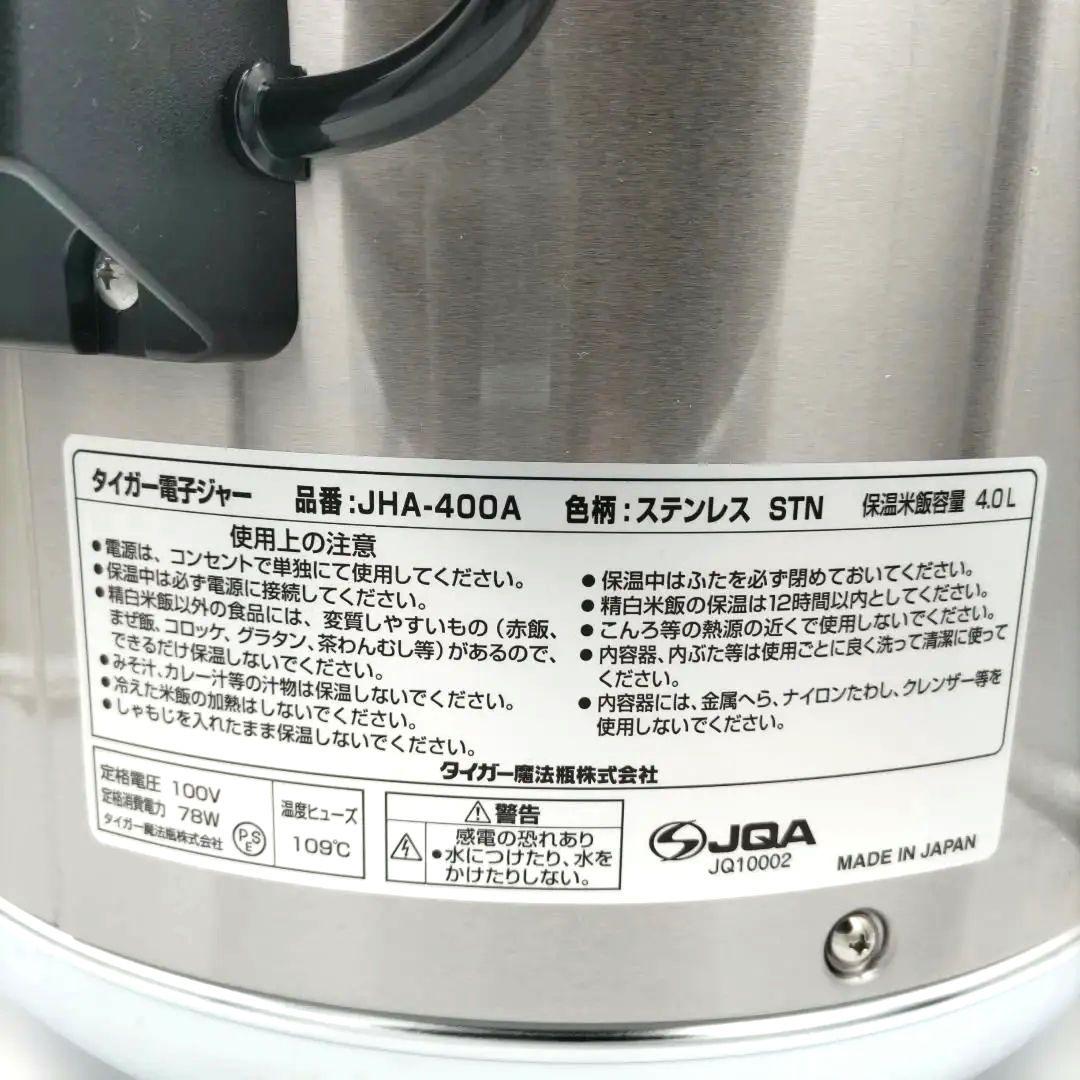 タイガー電子ジャー 品番:JHA-400A 色柄:ステンレス STN 保温米飯容量 4.0L
使用上の注意
●電源は、コンセントで単独にて使用してください。
●保温中は必ず電源に接続してください。
●精白米飯以外の食品には、変質しやすいもの(赤飯、
まぜ飯、コロッケ、グラタン、茶わんむし等)があるので、
できるだけ保温しないでください。
●みそ汁、カレー汁等の汁物は保温しないでください。
●冷えた米飯の加熱はしないでください。
●しゃもじを入れたまま保温しないでください。
●保温中はふたを必ず閉めておいてください。
●精白米飯の保温は12時間以内としてください。
●こんろ等の熱源の近くで使用しないでください。
●内容器、内ぶた等は使用ごとに良く洗って清潔に使って
ください。
●内容器には、金属へら、ナイロンたわし、クレンザー等を
使用しないでください。
タイガー魔法瓶株式会社
定格電圧 100V
定格消費電力 78W
タイガー魔法瓶株式会社
PSE
温度ヒューズ
109℃
⚠警告
感電の恐れあり
●水につけたり、水を
かけたりしない。
JQA
JQ10002
MADE IN JAPAN